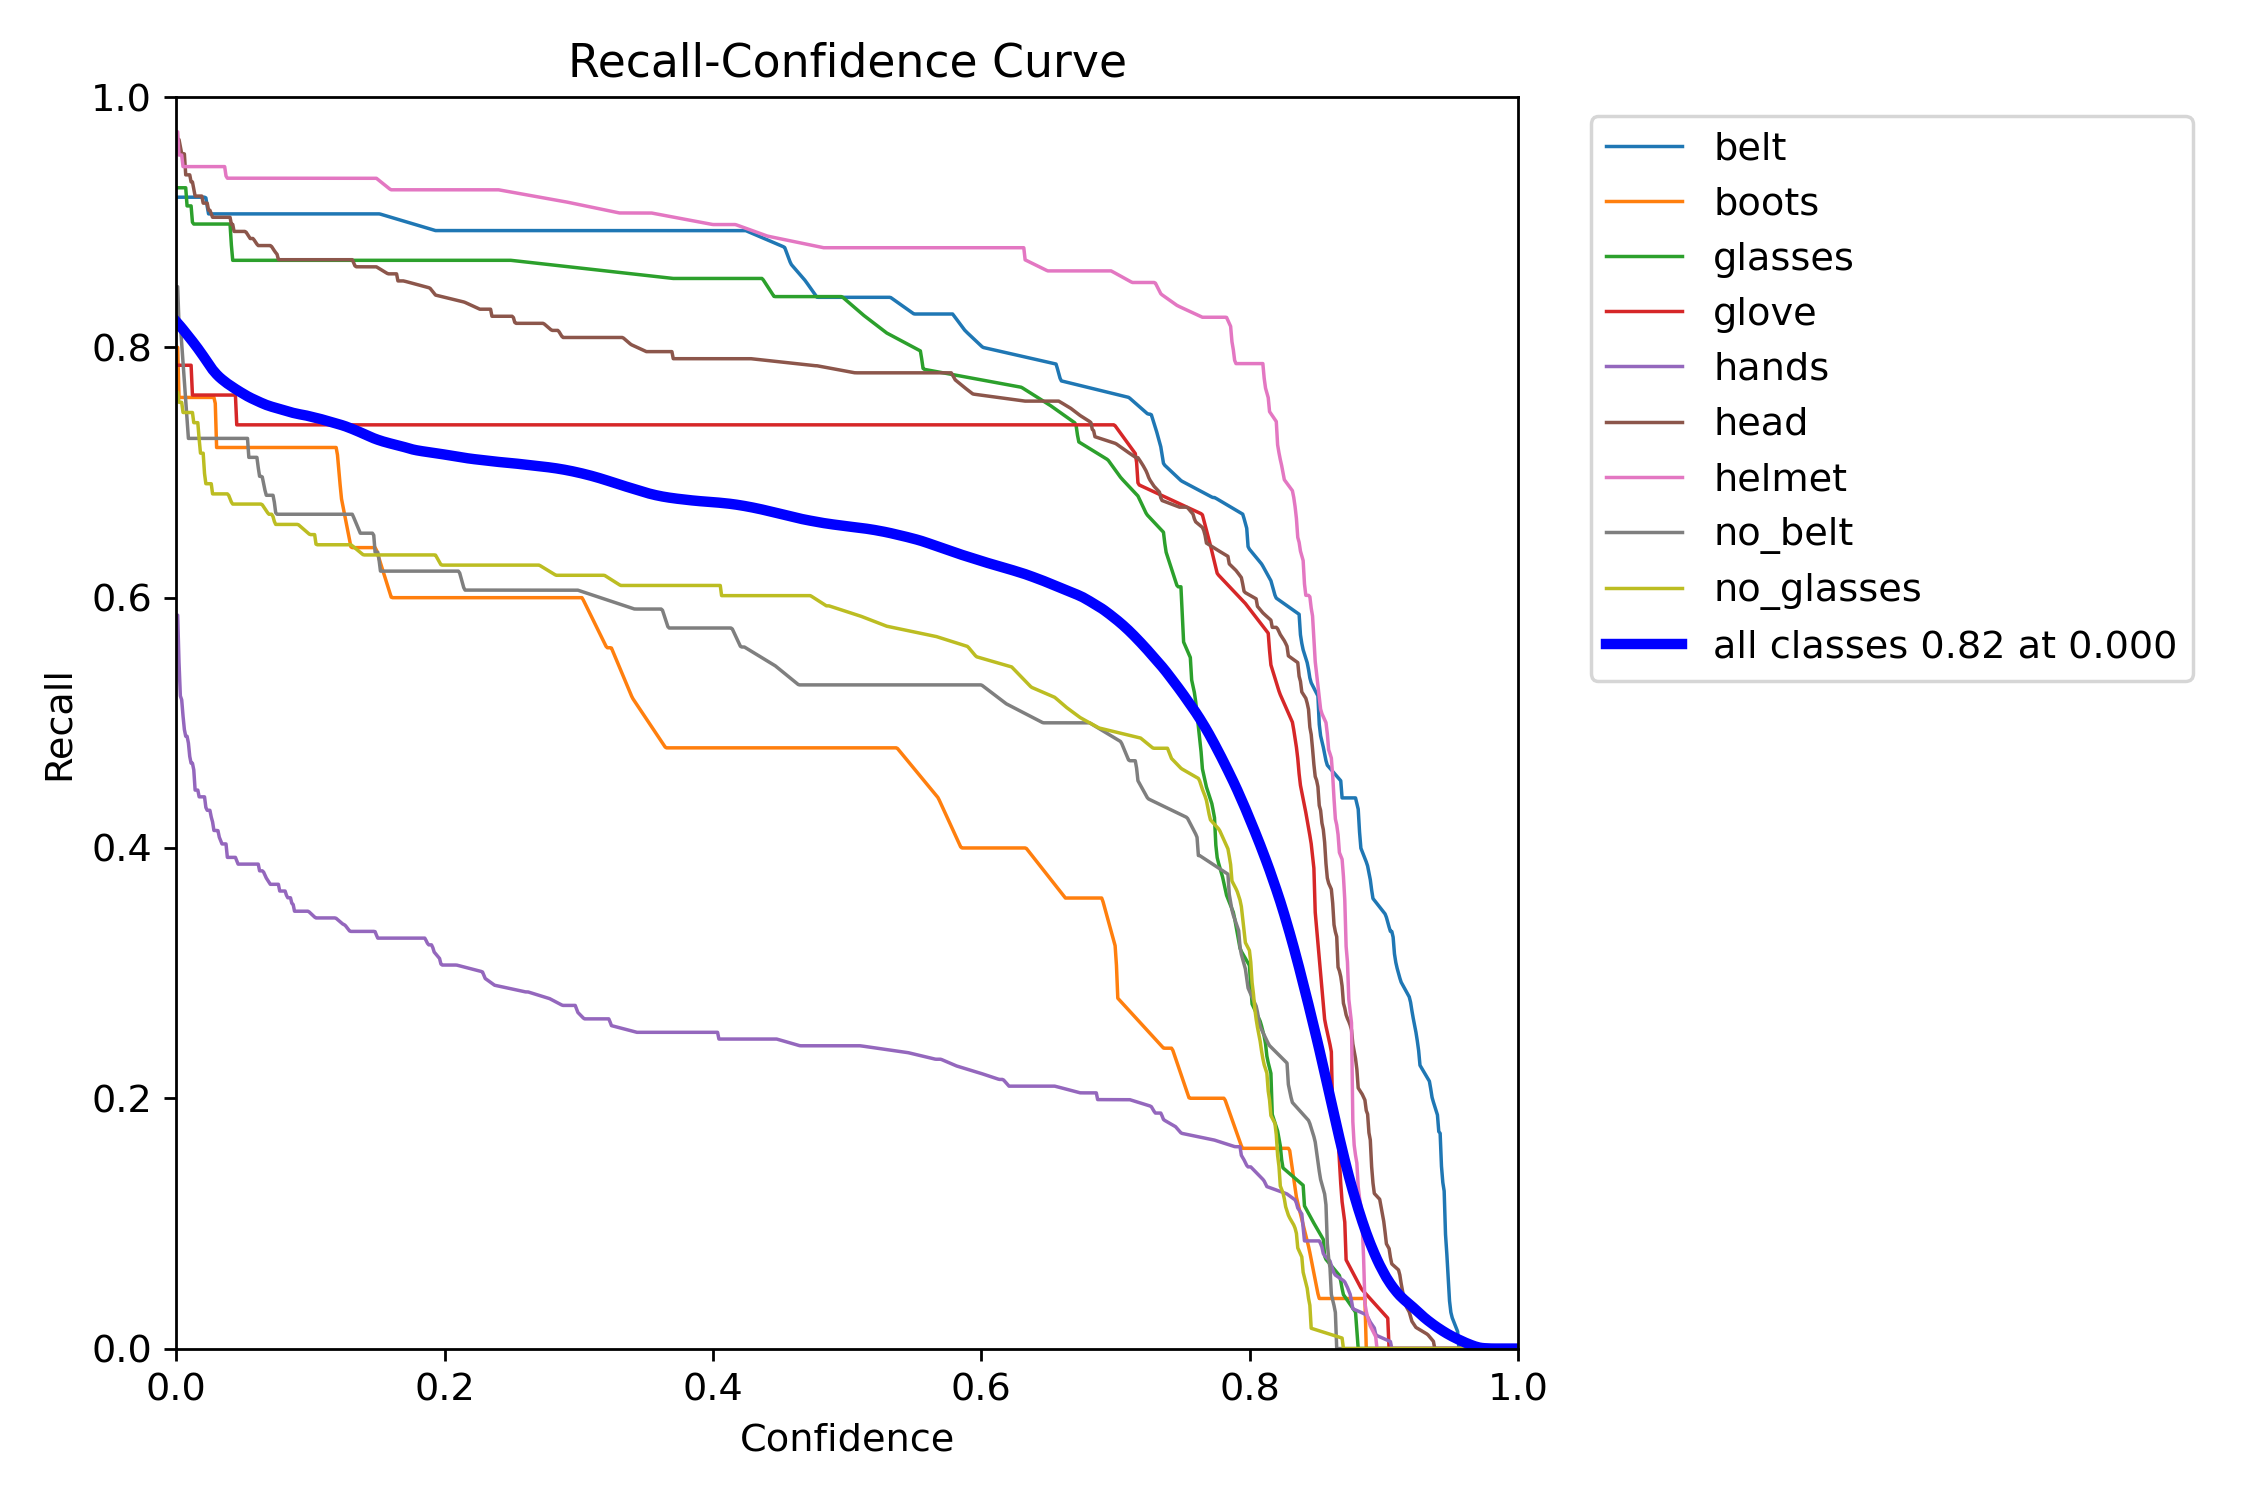 Recall-Confidence Curve
1.0
0.8
0.6
0.4
0.2
0.0
Recall
0.0 0.2 0.4 0.6 0.8 1.0
Confidence
belt
boots
glasses
glove
hands
head
helmet
no_belt
no_glasses
all classes 0.82 at 0.000